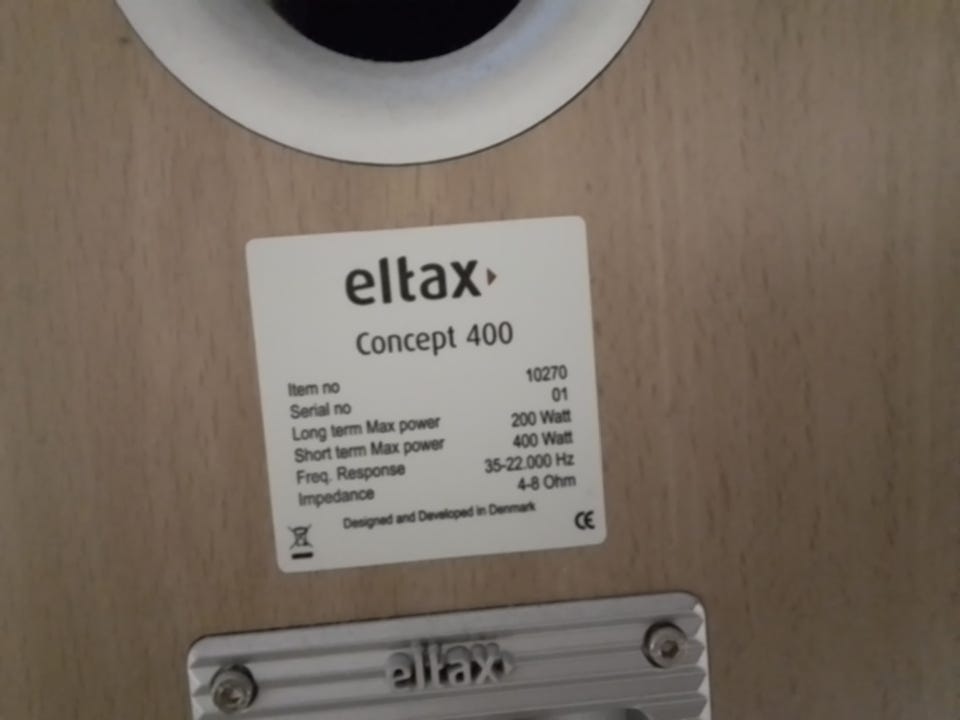 eltax
Concept 400
Item no 10270
Serial no 01
Long term Max power 200 Watt
Short term Max power 400 Watt
Freq. Response 35-22.000 Hz
Impedance 4-8 Ohm
Designed and Developed in Denmark
CE
eltax